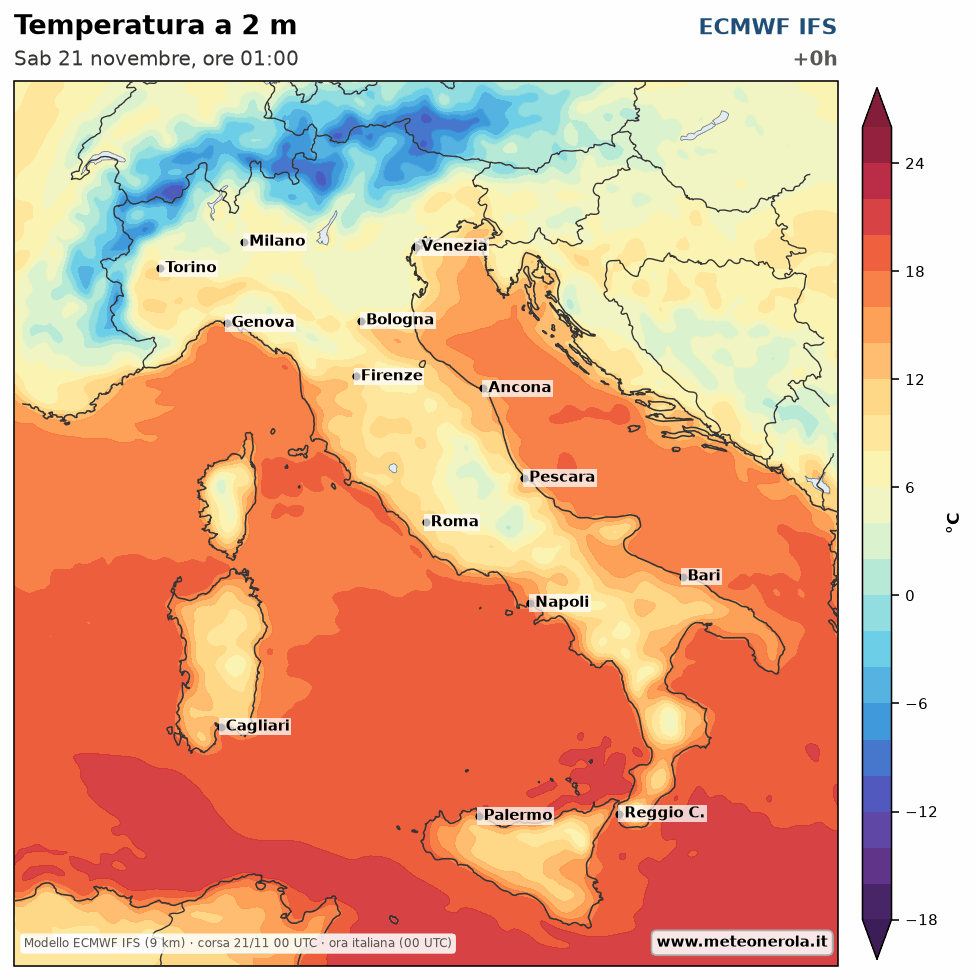 Temperatura a 2 m
ECMWF IFS
Sab 21 novembre, ore 01:00
+0h
Milano
Venezia
Torino
Genova
Bologna
Firenze
Ancona
Pescara
Roma
Bari
Napoli
Cagliari
Palermo
Reggio C.
24
18
12
6
0
−6
−12
−18
°C
Modello ECMWF IFS (9 km) · corsa 21/11 00 UTC · ora italiana (00 UTC)
www.meteonerola.it